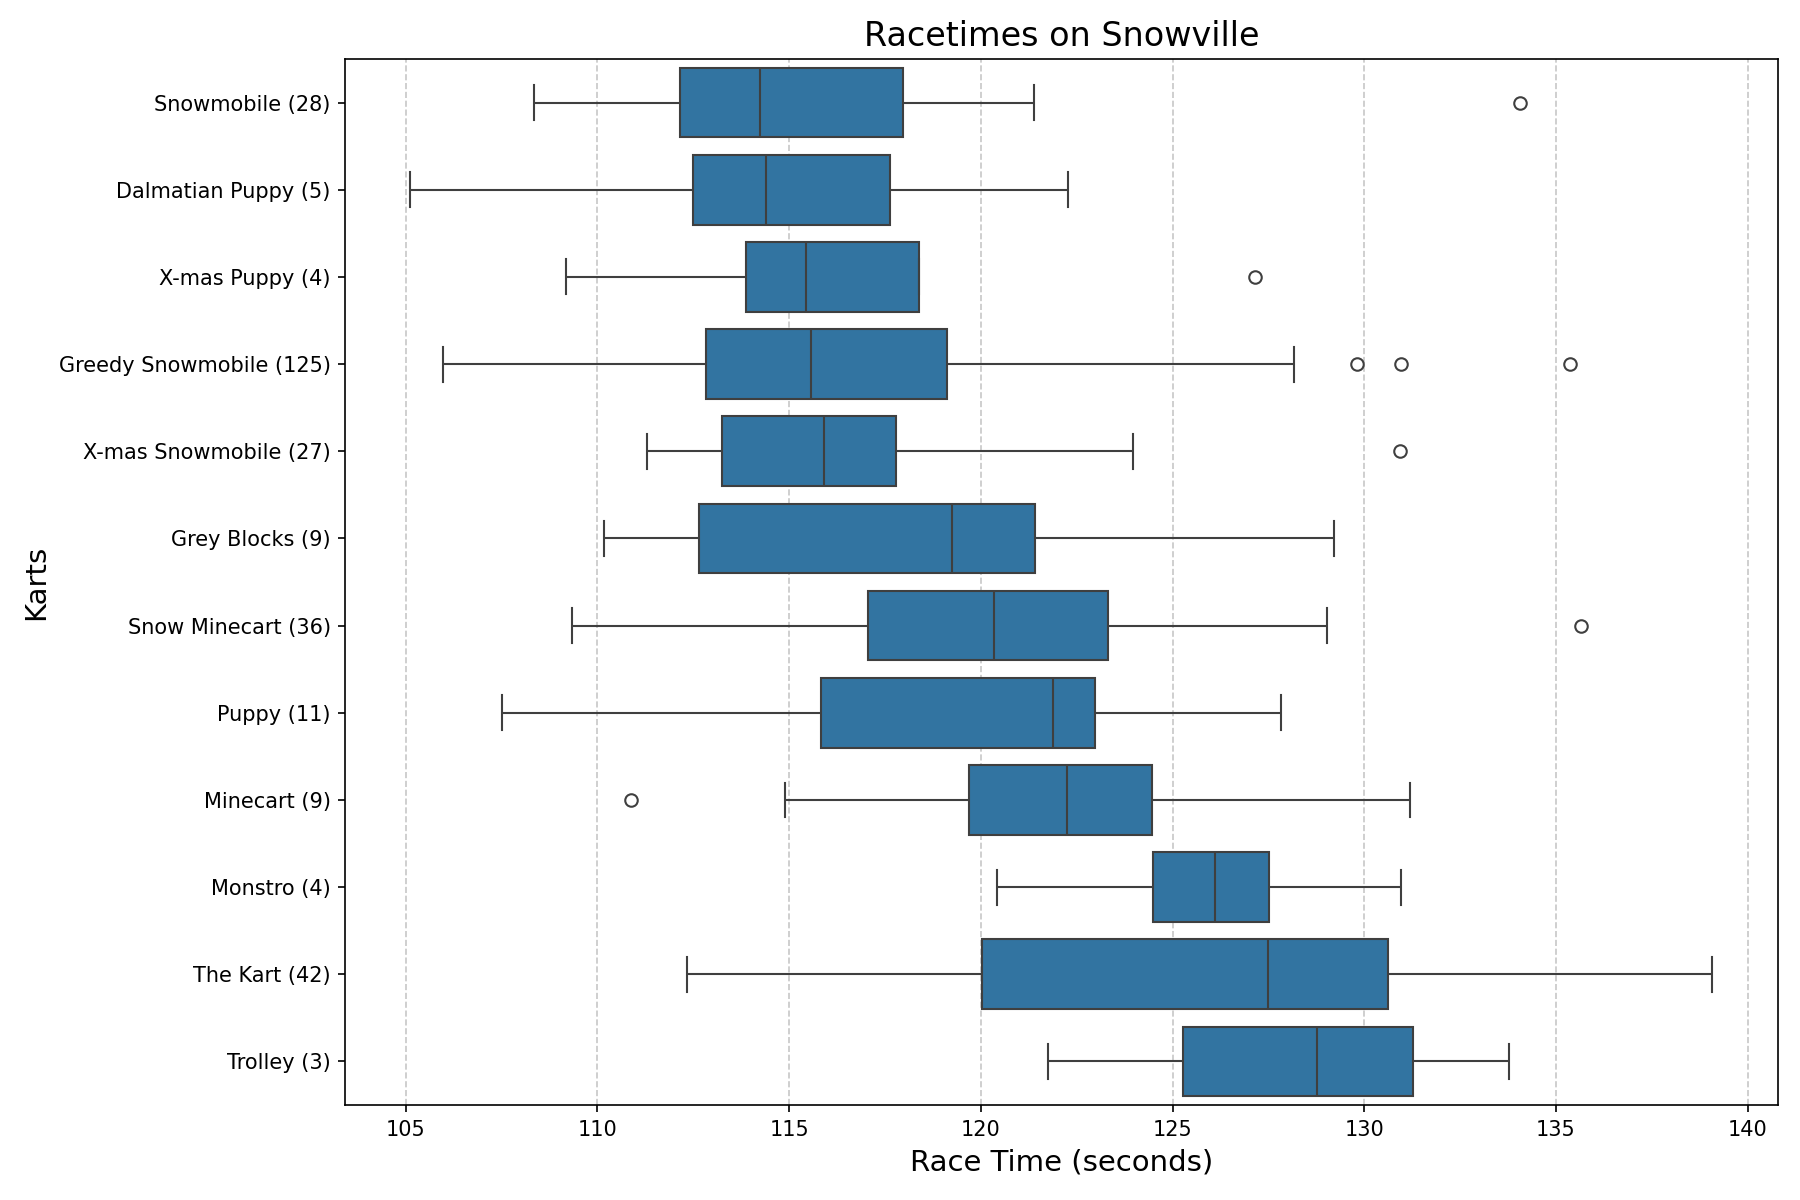 Racetimes on Snowville
Snowmobile (28)
Dalmatian Puppy (5)
X-mas Puppy (4)
Greedy Snowmobile (125)
X-mas Snowmobile (27)
Grey Blocks (9)
Snow Minecart (36)
Puppy (11)
Minecart (9)
Monstro (4)
The Kart (42)
Trolley (3)
Karts
105 110 115 120 125 130 135 140
Race Time (seconds)